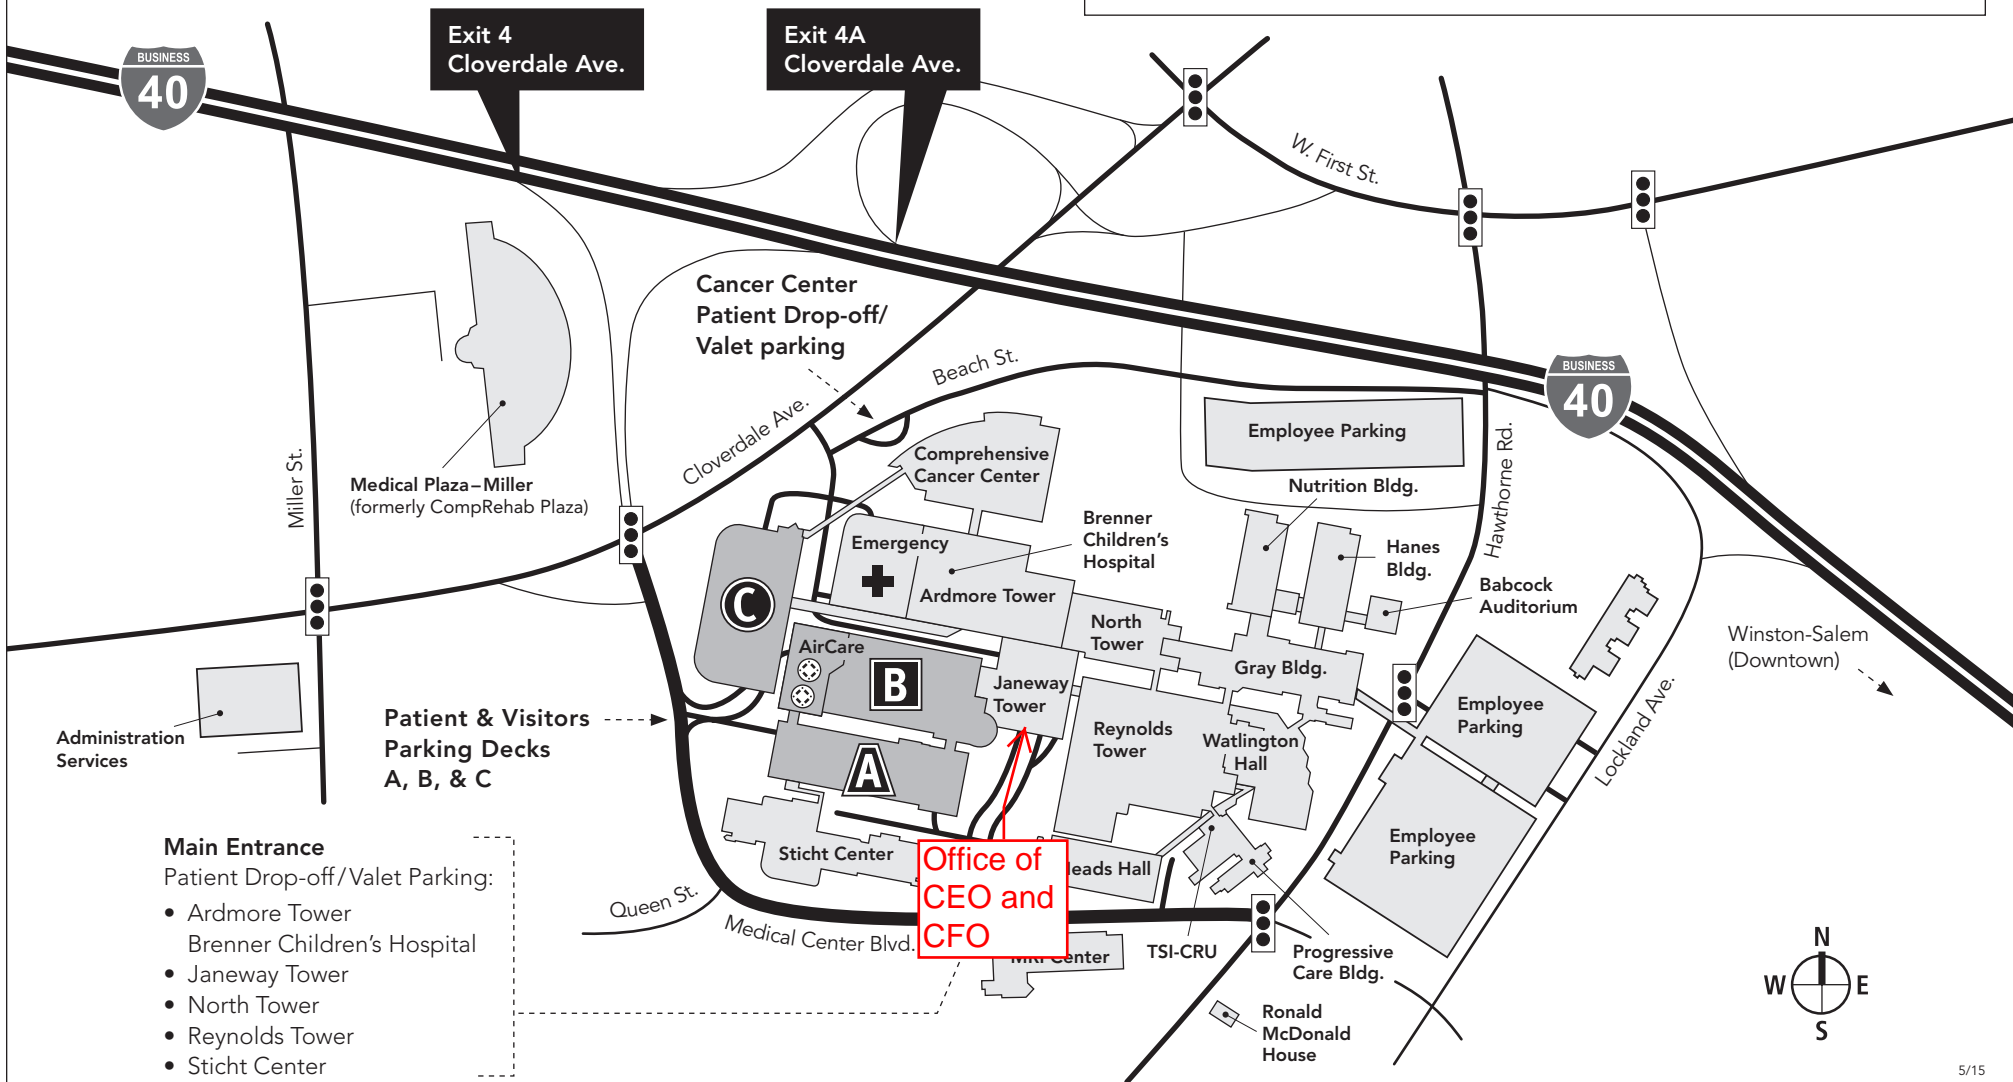 Exit 4
Cloverdale Ave.
Exit 4A
Cloverdale Ave.
BUSINESS
40
W. First St.
Cancer Center
Patient Drop-off/
Valet parking
Beach St.
Cloverdale Ave.
BUSINESS
40
Miller St.
Medical Plaza–Miller
(formerly CompRehab Plaza)
Comprehensive
Cancer Center
Employee Parking
Nutrition Bldg.
Hawthorne Rd.
Brenner
Children's
Hospital
Hanes
Bldg.
Babcock
Auditorium
Emergency
Ardmore Tower
C
North
Tower
Gray Bldg.
AirCare
B
Janeway
Tower
Winston-Salem
(Downtown)
Administration
Services
Patient & Visitors
Parking Decks
A, B, & C
A
Reynolds
Tower
Watlington
Hall
Employee
Parking
Lockland Ave.
Employee
Parking
Sticht Center
Office of
CEO and
CFO
eads Hall
Main Entrance
Patient Drop-off/Valet Parking:
• Ardmore Tower
Brenner Children's Hospital
• Janeway Tower
• North Tower
• Reynolds Tower
• Sticht Center
Queen St.
Medical Center Blvd.
MRI Center
TSI-CRU
Progressive
Care Bldg.
Ronald
McDonald
House
N
W E
S
5/15